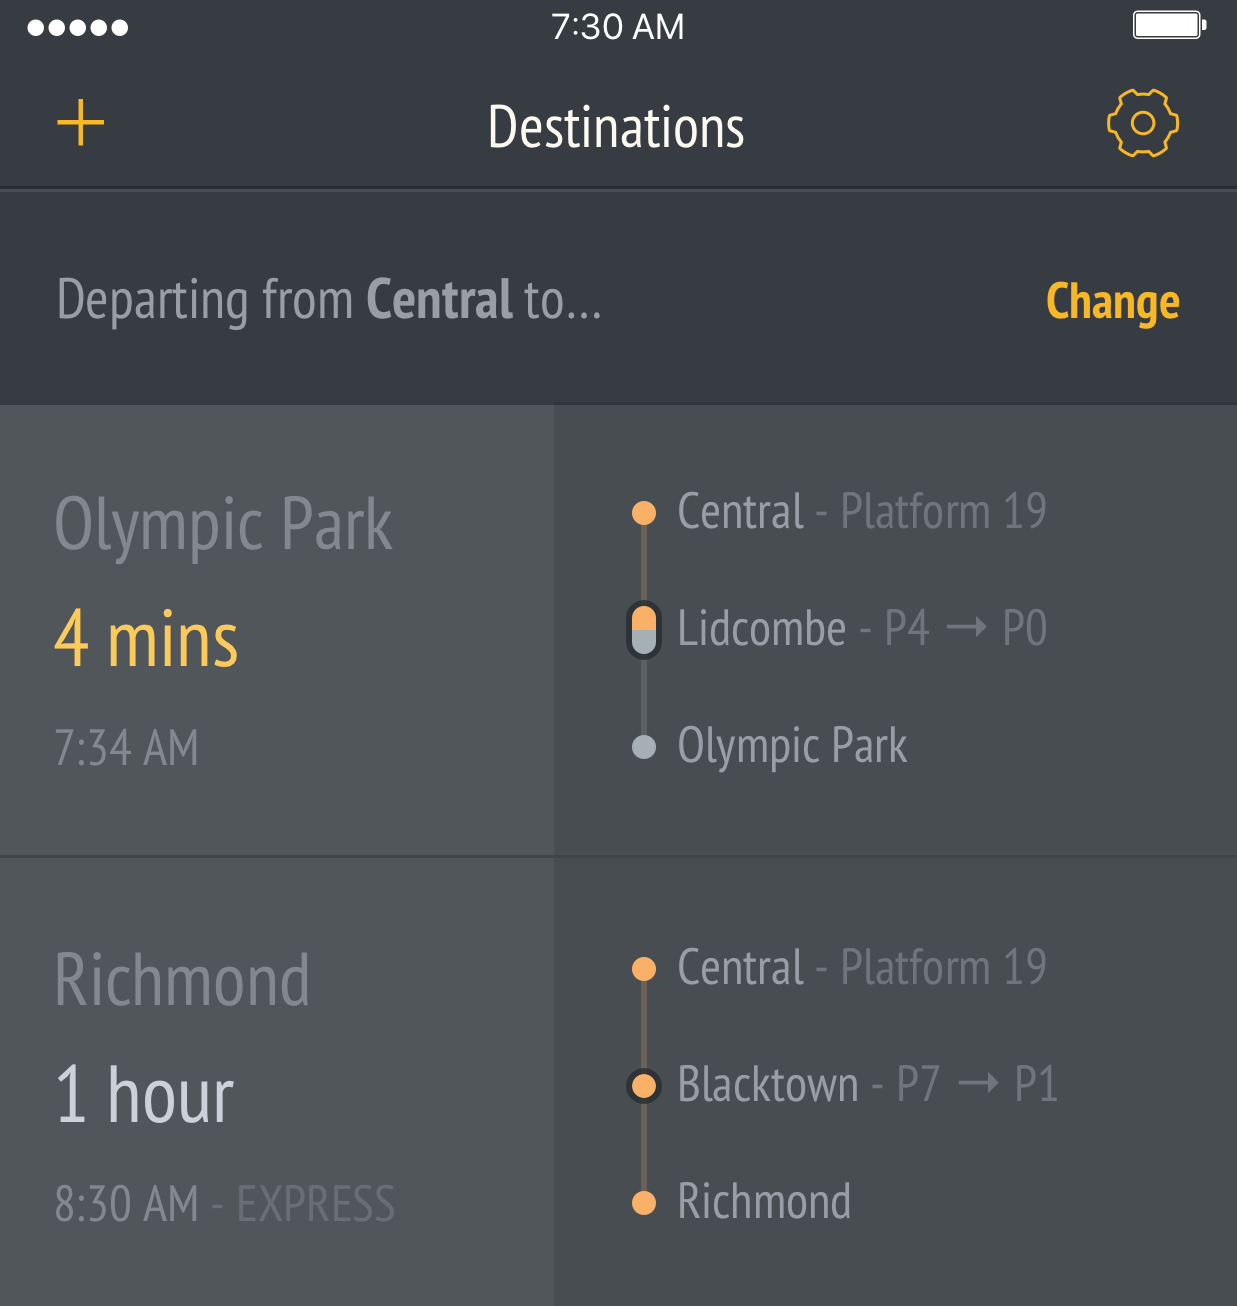 7:30 AM
Destinations
Departing from Central to...
Change
Olympic Park
4 mins
7:34 AM
Central - Platform 19
Lidcombe - P4 → P0
Olympic Park
Richmond
1 hour
8:30 AM - EXPRESS
Central - Platform 19
Blacktown - P7 → P1
Richmond